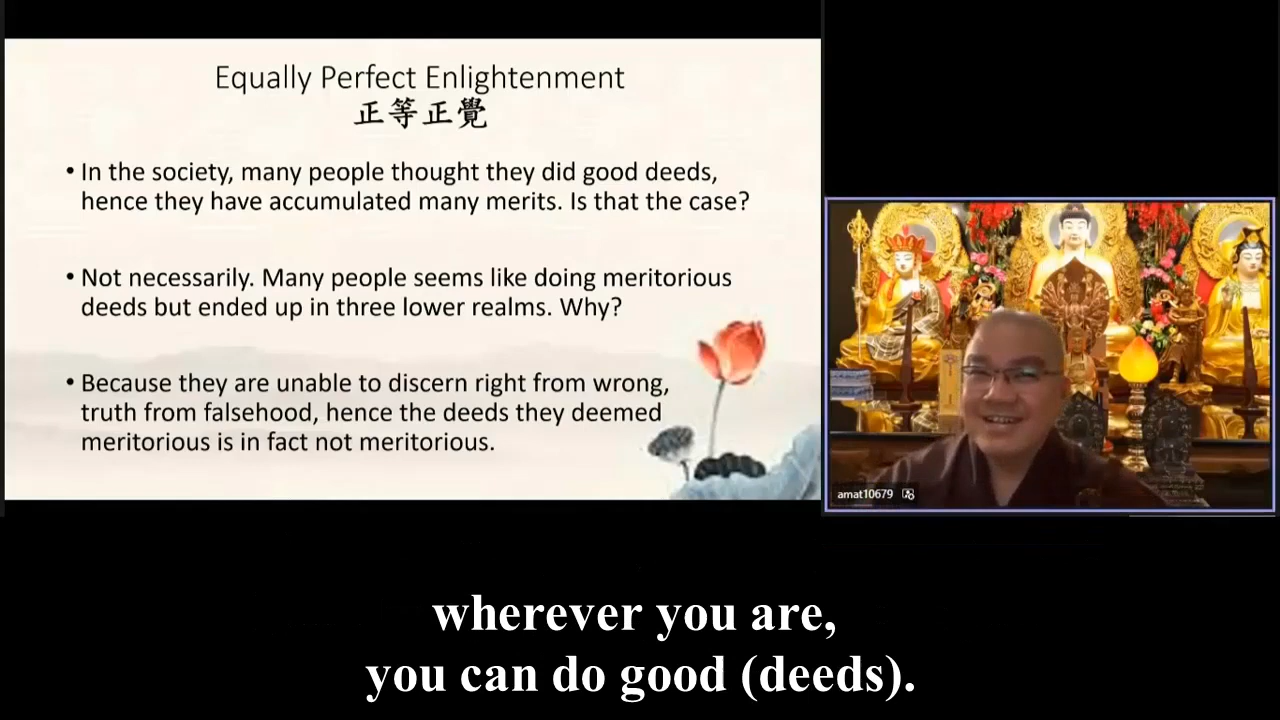 Equally Perfect Enlightenment
正等正覺
• In the society, many people thought they did good deeds,
hence they have accumulated many merits. Is that the case?
• Not necessarily. Many people seems like doing meritorious
deeds but ended up in three lower realms. Why?
• Because they are unable to discern right from wrong,
truth from falsehood, hence the deeds they deemed
meritorious is in fact not meritorious.
amat10679
wherever you are,
you can do good (deeds).